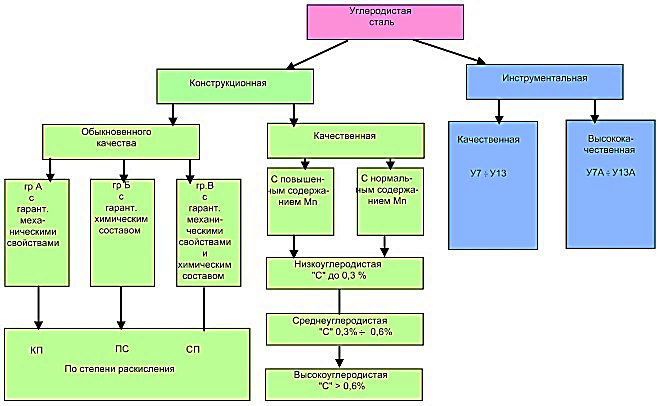 Углеродистая
сталь
Конструкционная
Инструментальная
Обыкновенного
качества
Качественная
Качественная
У7 ÷У13
Высокока-
чественная
У7А ÷У13А
гр А
с
гарант.
меха-
ническими
свойствами
гр Б
с
гарант.
химическим
составом
гр.В
с
гарант.
механи-
ческими
свойствами
и
химическим
составом
С повышен-
ным содержа-
нием Mn
С нормаль-
ным содержа-
нием Mn
Низкоуглеродистая
"С" до 0,3 %
Среднеуглеродистая
"С" 0,3% ÷ 0,6%
Высокоуглеродистая
"С" > 0,6%
КП ПС СП
По степени раскисления